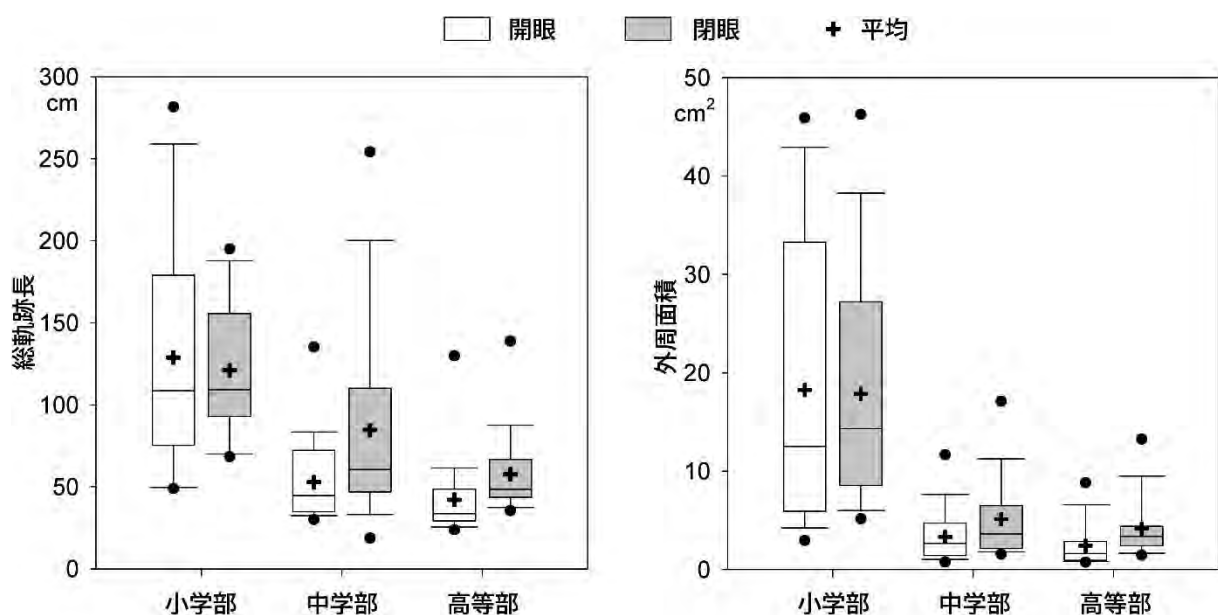 開眼 閉眼 平均
300
cm
250
200
150
100
50
0
総軌跡長
小学部 中学部 高等部
50
cm²
40
30
20
10
0
外周面積
小学部 中学部 高等部